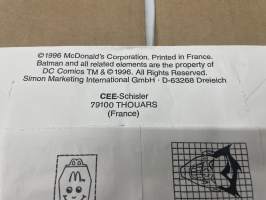 ©1996 McDonald's Corporation. Printed in France.
Batman and all related elements are the property of
DC Comics TM & ©1996. All Rights Reserved.
Simon Marketing International GmbH · D-63268 Dreieich
CEE-Schisler
79100 THOUARS
(France)